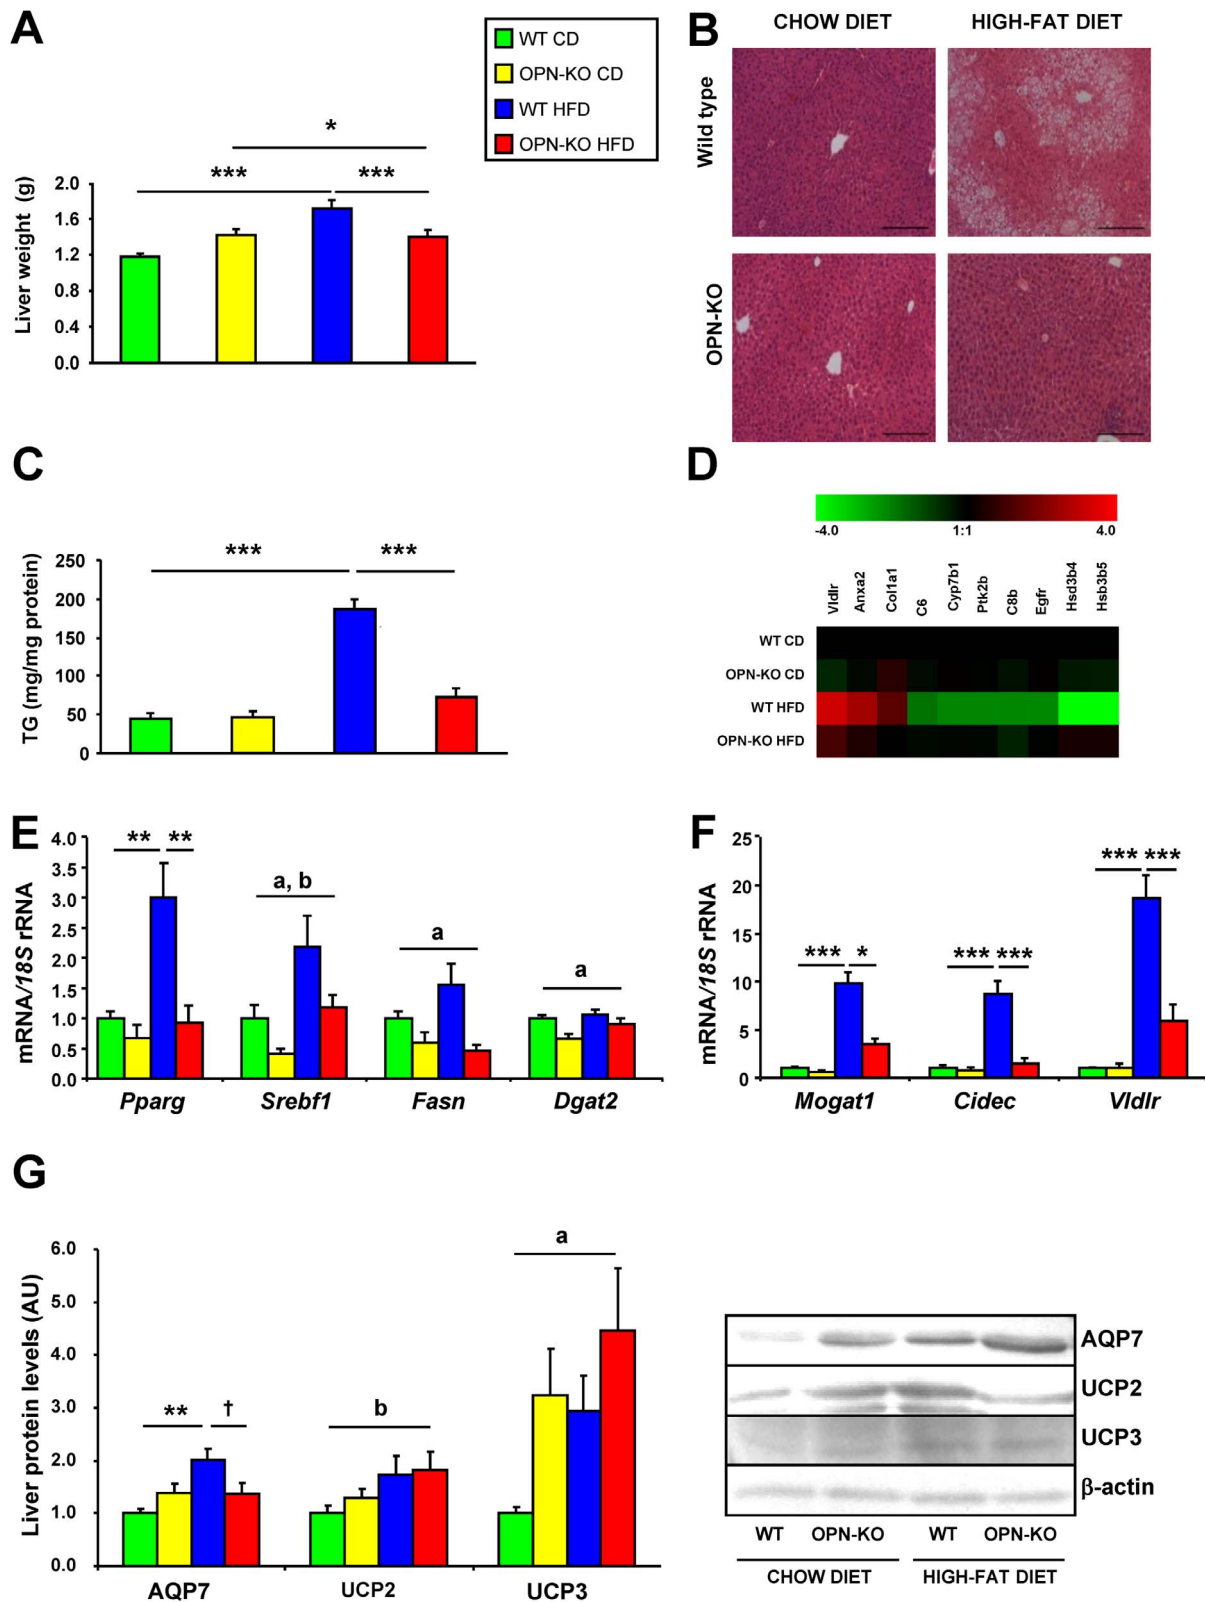 A
WT CD
OPN-KO CD
WT HFD
OPN-KO HFD
*
***
***
Liver weight (g)
2.0
1.6
1.2
0.8
0.4
0.0
B
CHOW DIET
HIGH-FAT DIET
Wild type
OPN-KO
C
TG (mg/mg protein)
250
200
150
100
50
0
***
***
D
-4.0
1:1
4.0
Vldlr
Anxa2
Col1a1
C6
Cyp7b1
Ptk2b
C8b
Egfr
Hsd3b4
Hsb3b5
WT CD
OPN-KO CD
WT HFD
OPN-KO HFD
E
mRNA/18S rRNA
4.0
3.5
3.0
2.5
2.0
1.5
1.0
0.5
0.0
**
**
a, b
a
a
Pparg
Srebf1
Fasn
Dgat2
F
mRNA/18S rRNA
25
20
15
10
5
0
***
*
***
***
***
***
Mogat1
Cidec
Vldlr
G
Liver protein levels (AU)
6.0
5.0
4.0
3.0
2.0
1.0
0.0
**
†
b
a
AQP7
UCP2
UCP3
AQP7
UCP2
UCP3
β-actin
WT
OPN-KO
WT
OPN-KO
CHOW DIET
HIGH-FAT DIET